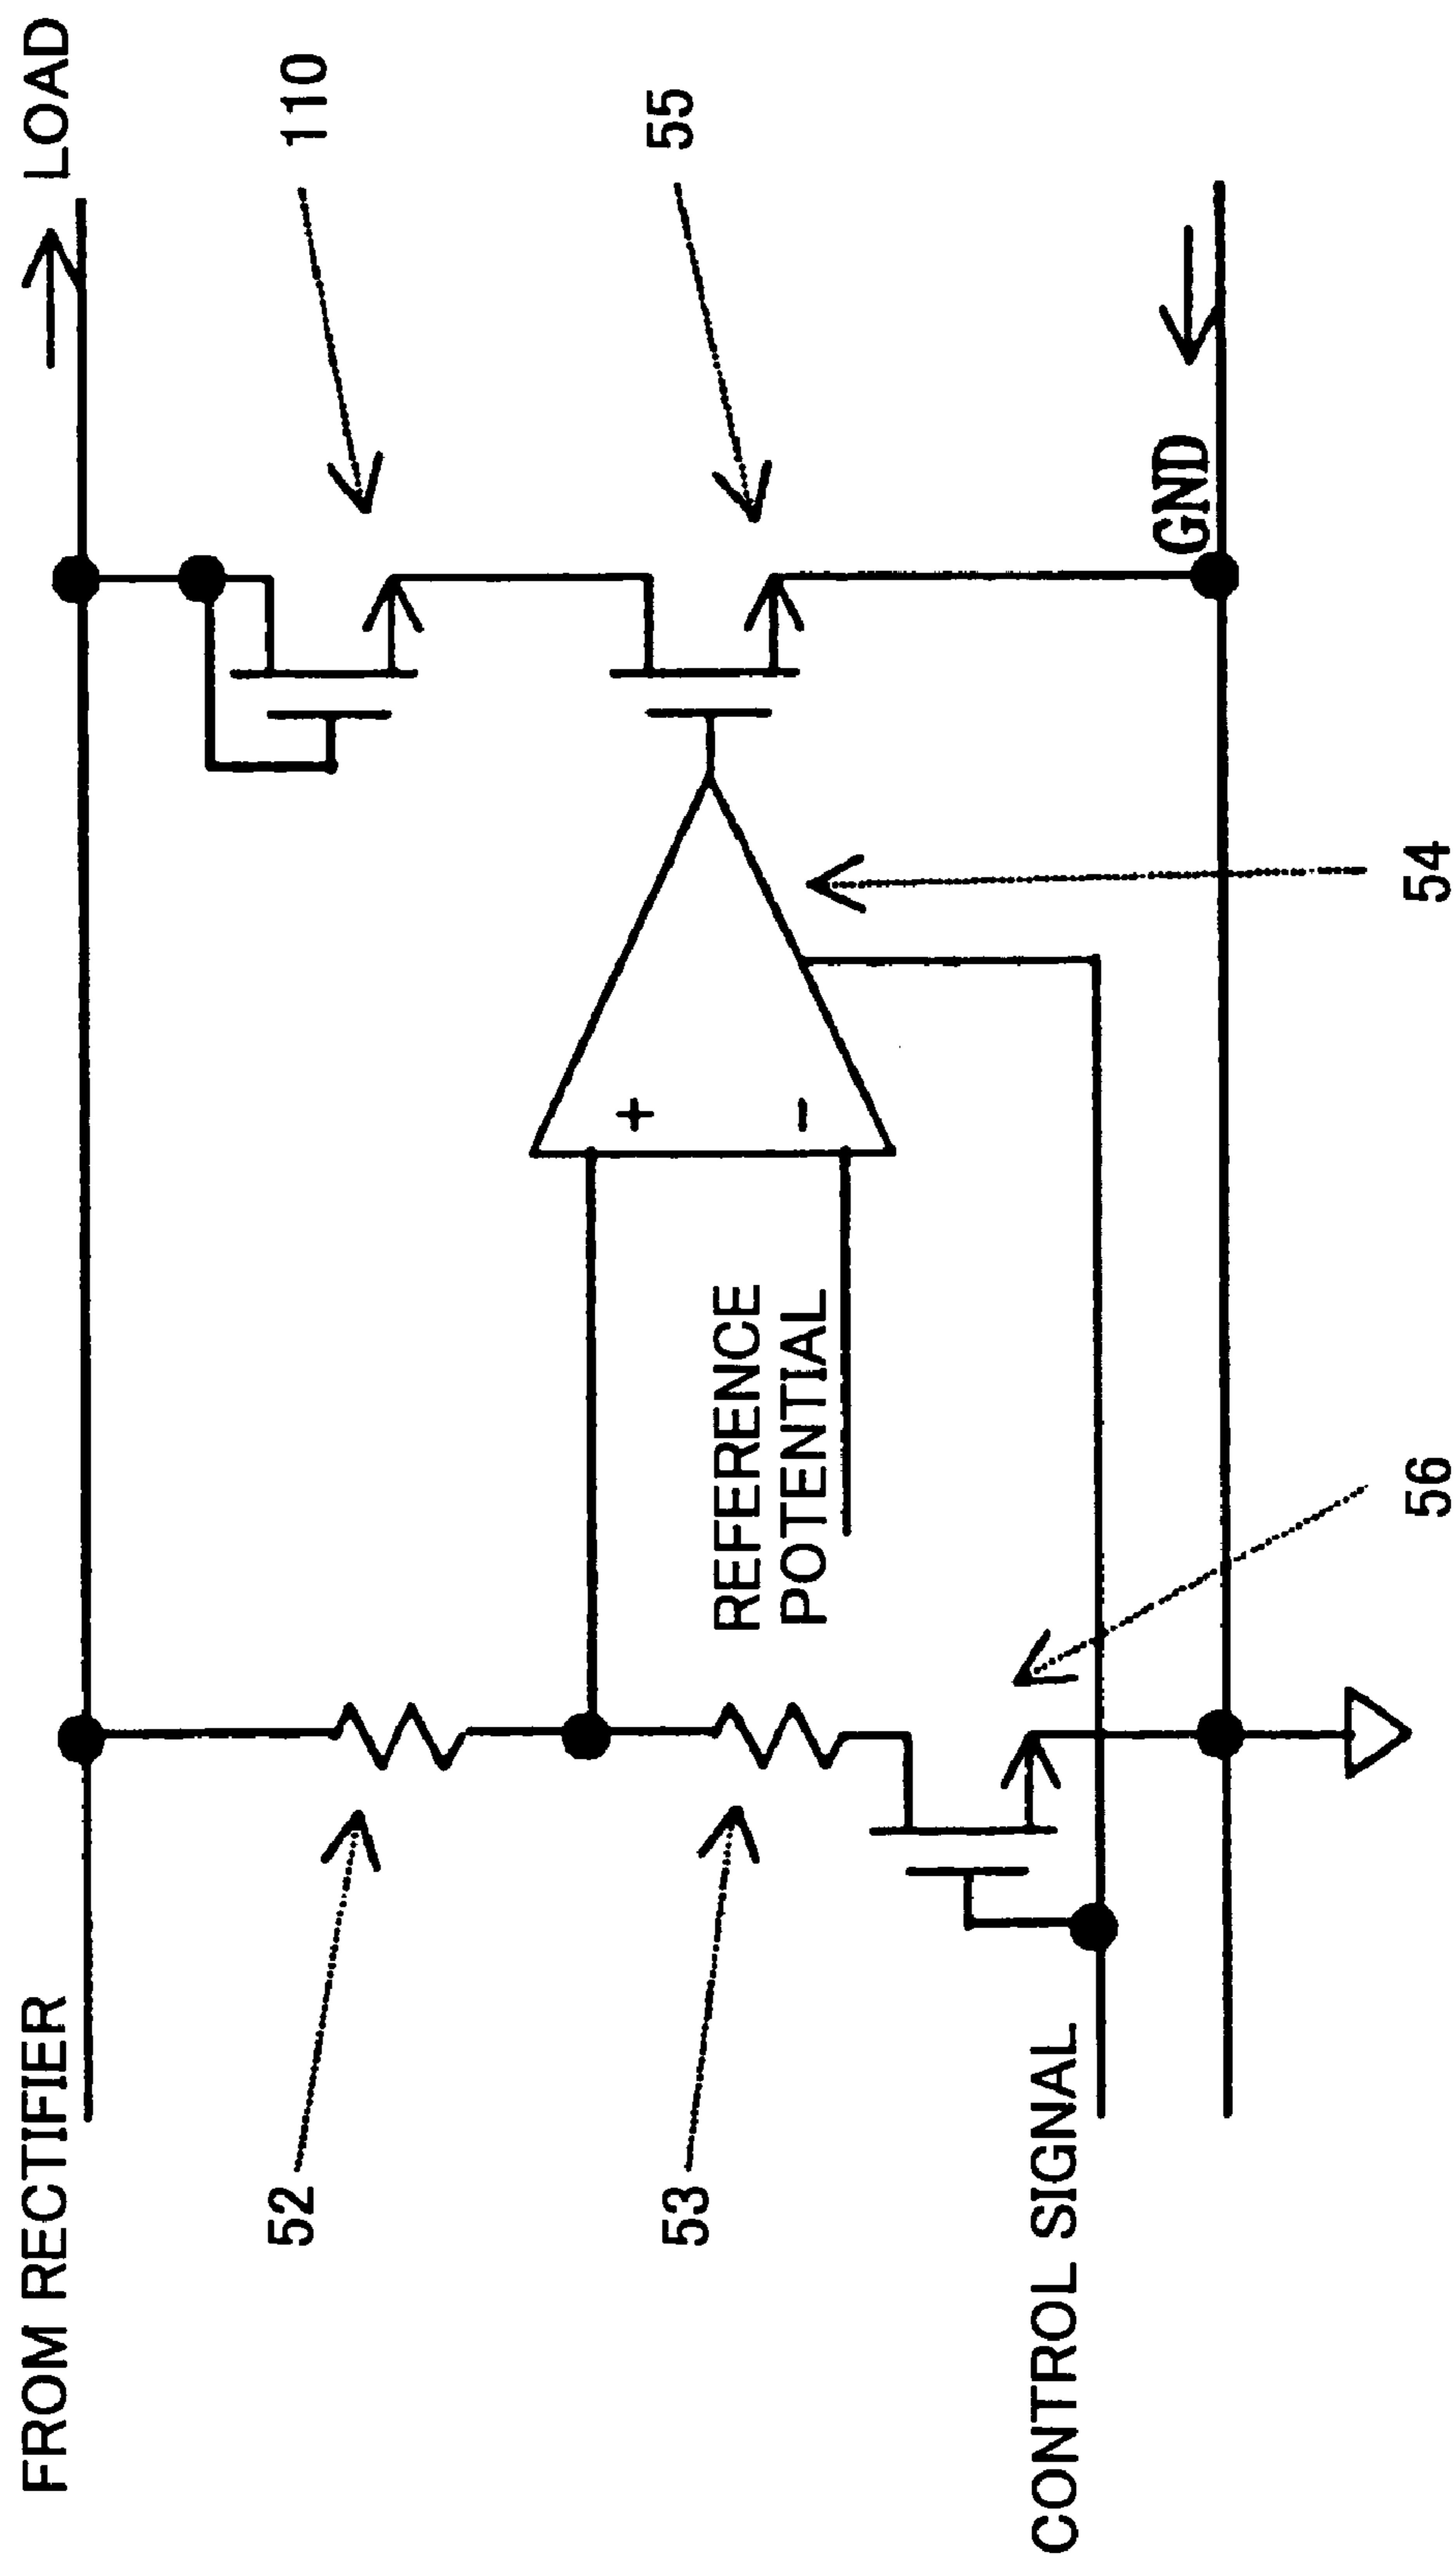 FROM RECTIFIER
LOAD
52
110
53
55
REFERENCE
POTENTIAL
+
-
CONTROL SIGNAL
GND
56
54